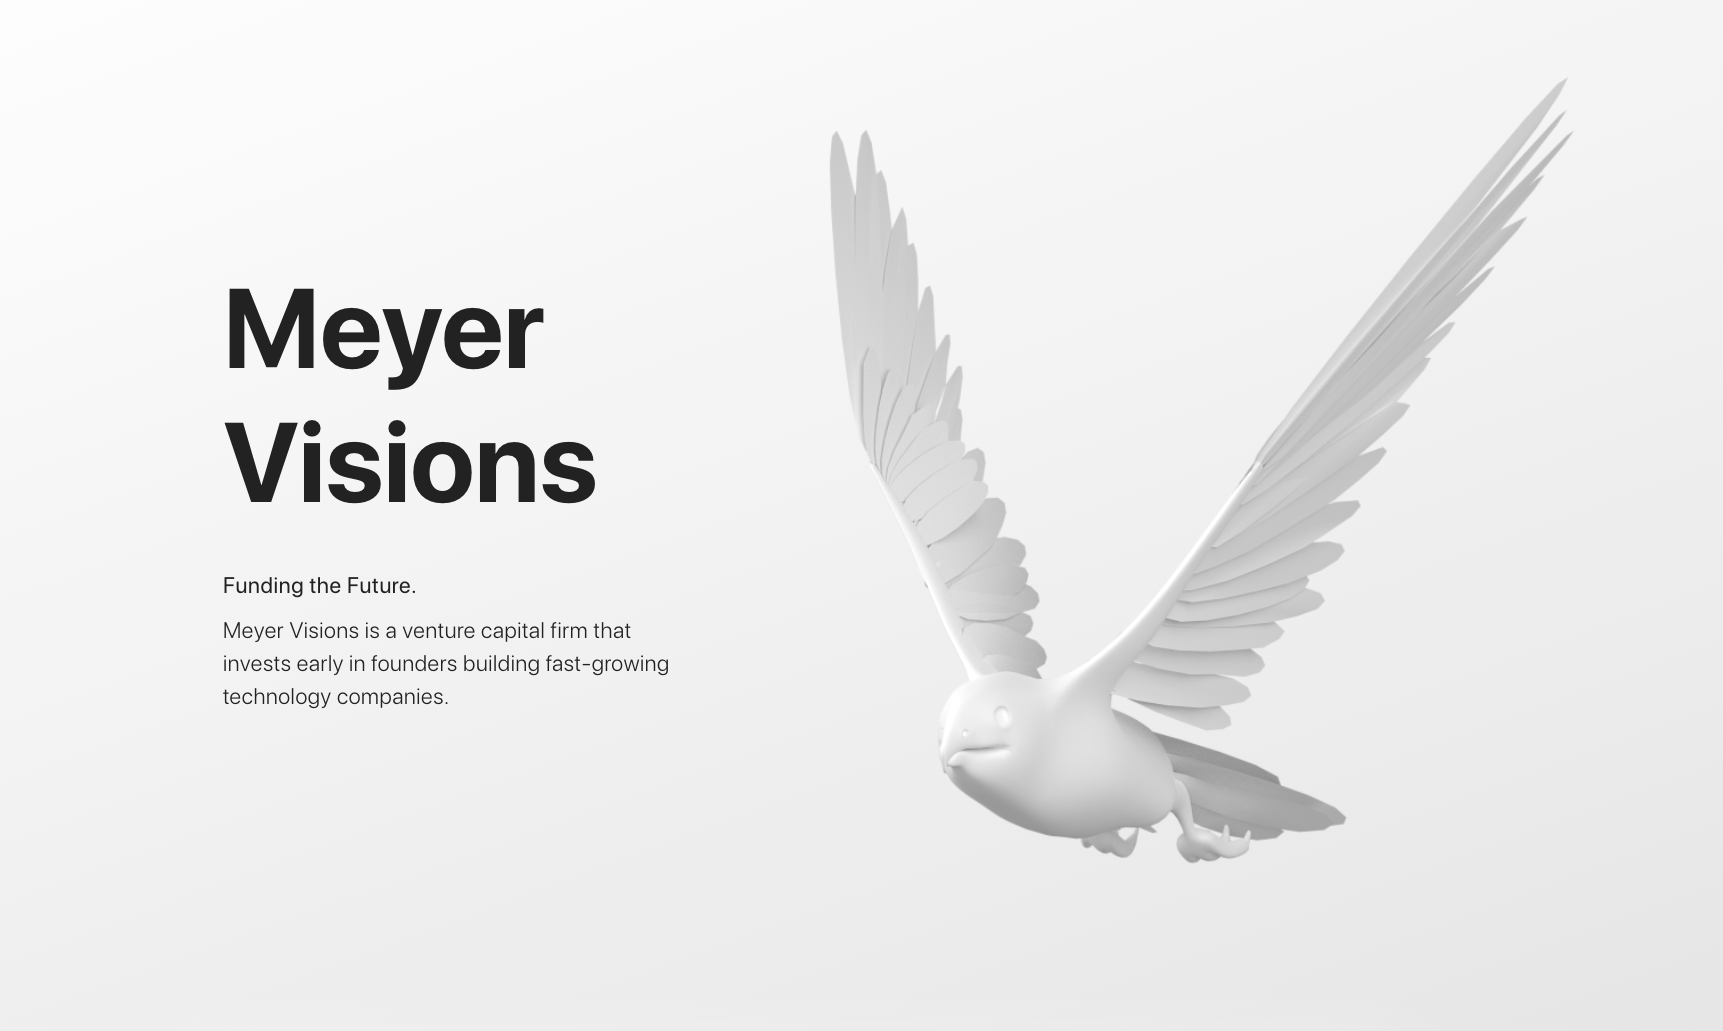 Meyer
Visions
Funding the Future.
Meyer Visions is a venture capital firm that
invests early in founders building fast-growing
technology companies.